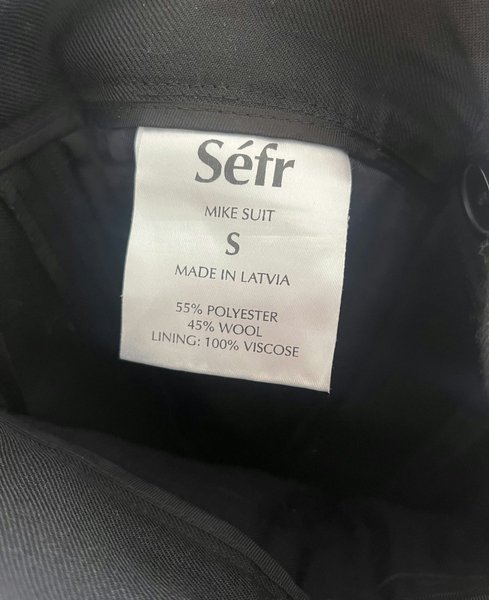 Séfr
MIKE SUIT
S
MADE IN LATVIA
55% POLYESTER
45% WOOL
LINING: 100% VISCOSE